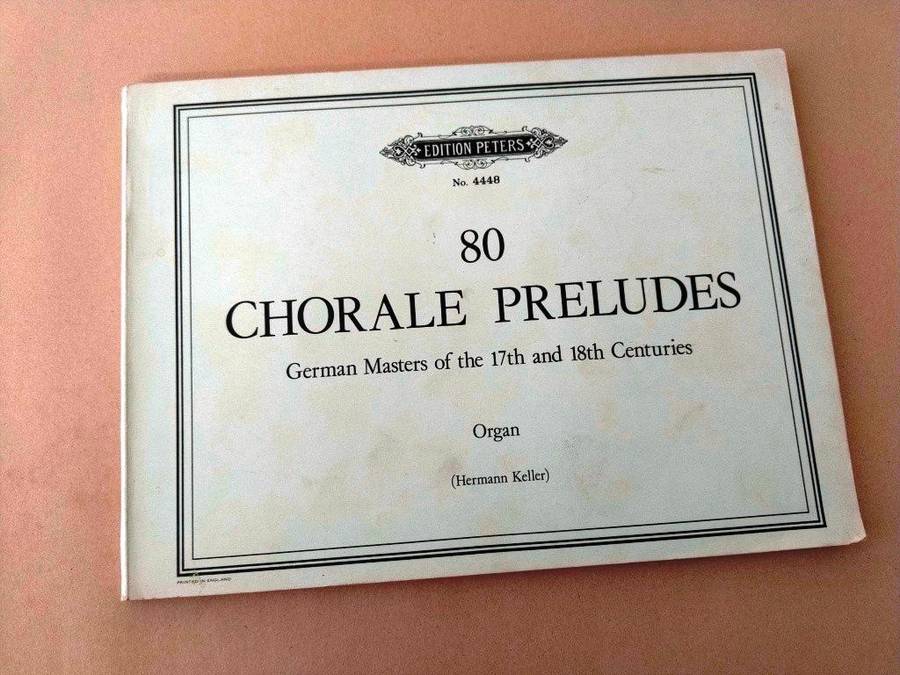 EDITION PETERS
No. 4448
80
CHORALE PRELUDES
German Masters of the 17th and 18th Centuries
Organ
(Hermann Keller)
PRINTED IN ENGLAND